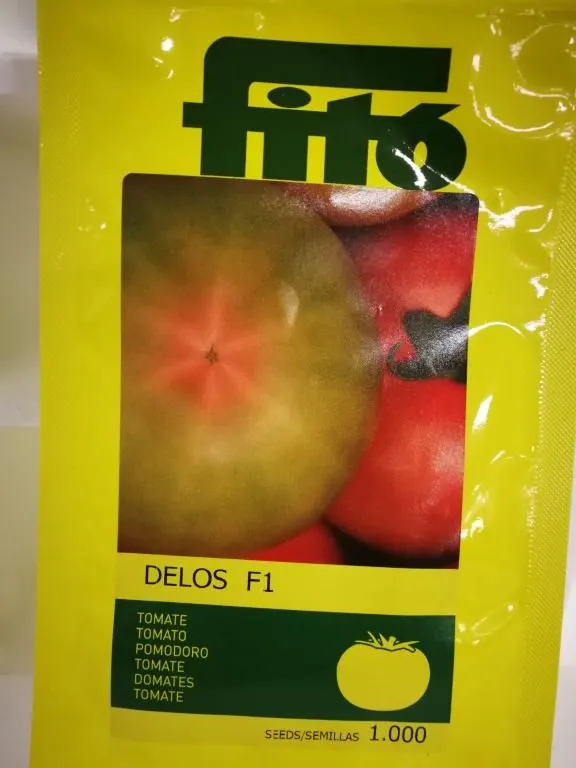 fitó
DELOS F1
TOMATE
TOMATO
POMODORO
TOMATE
DOMATES
TOMATE
SEEDS/SEMILLAS 1.000